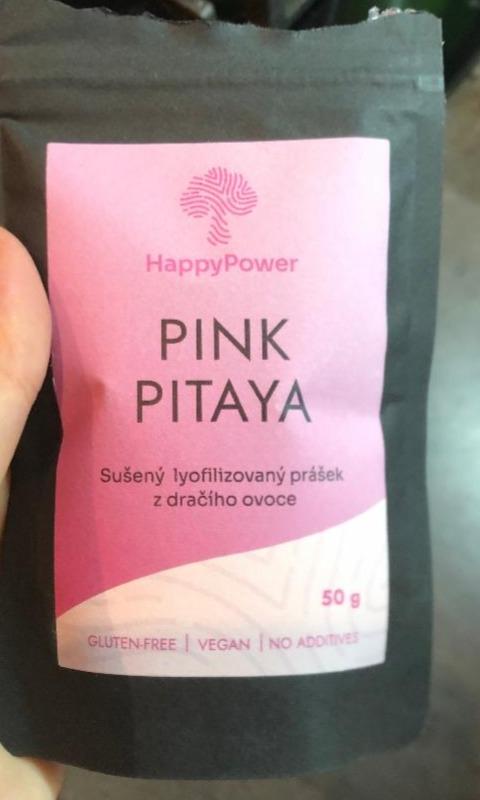 HappyPower
PINK
PITAYA
Sušený lyofilizovaný prášek
z dračího ovoce
50 g
GLUTEN-FREE | VEGAN | NO ADDITIVES